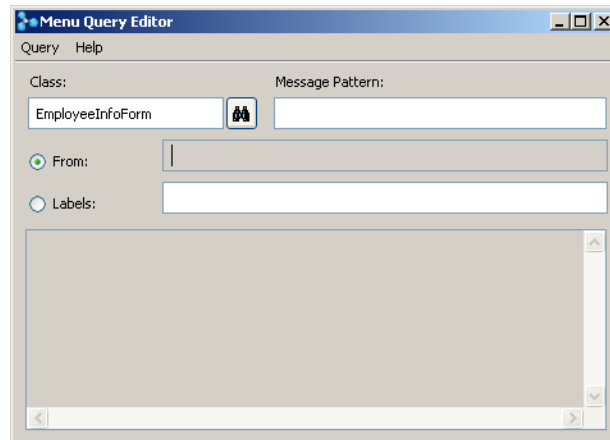 Menu Query Editor
Query Help
Class: Message Pattern:
EmployeeInfoForm
From:
Labels: